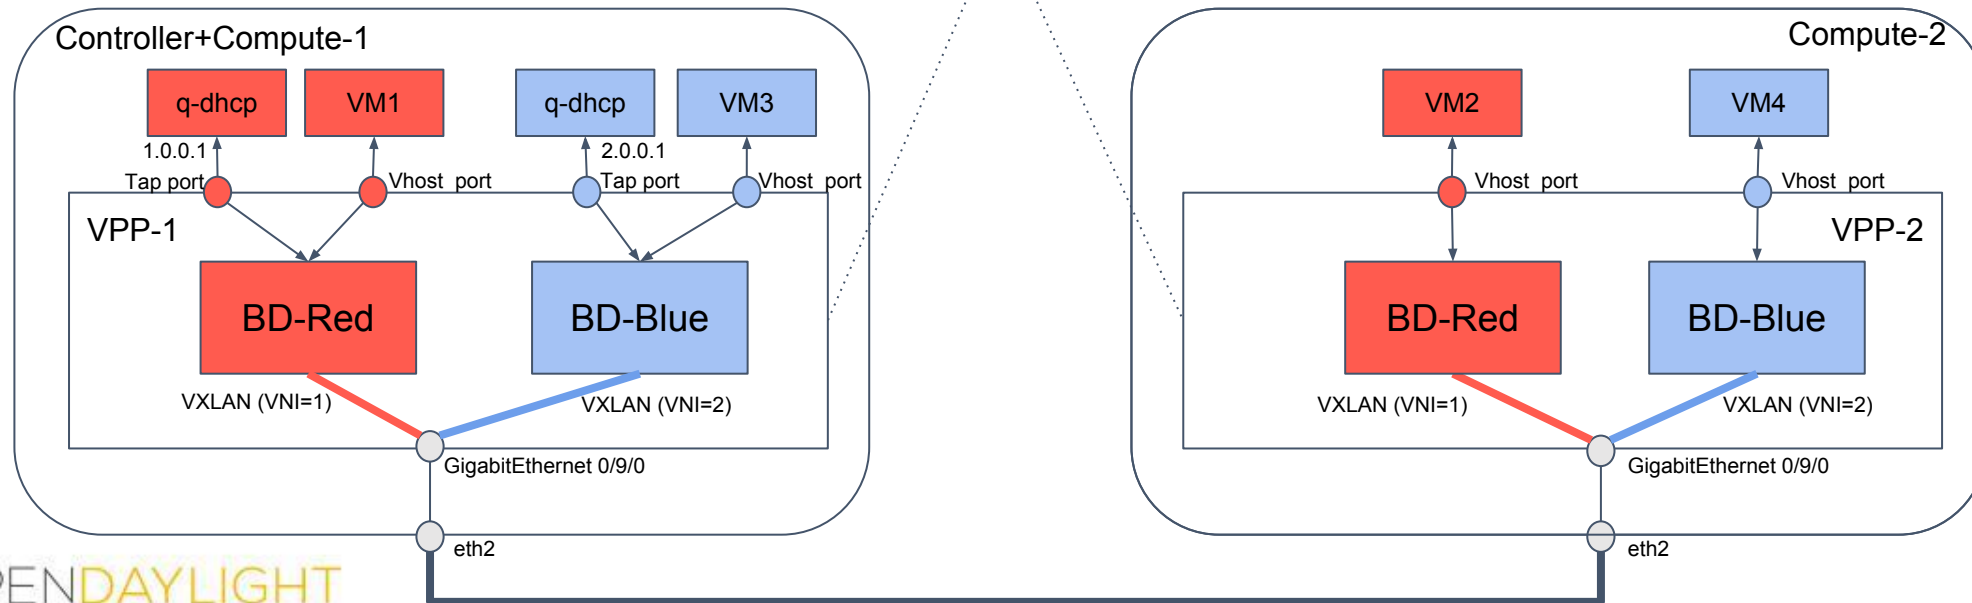 Controller+Compute-1
Compute-2
q-dhcp
VM1
q-dhcp
VM3
VM2
VM4
1.0.0.1
2.0.0.1
Tap port
Vhost port
Tap port
Vhost port
Vhost port
Vhost port
VPP-1
VPP-2
BD-Red
BD-Blue
BD-Red
BD-Blue
VXLAN (VNI=1)
VXLAN (VNI=2)
VXLAN (VNI=1)
VXLAN (VNI=2)
GigabitEthernet 0/9/0
GigabitEthernet 0/9/0
eth2
eth2
PENDAYLIGHT